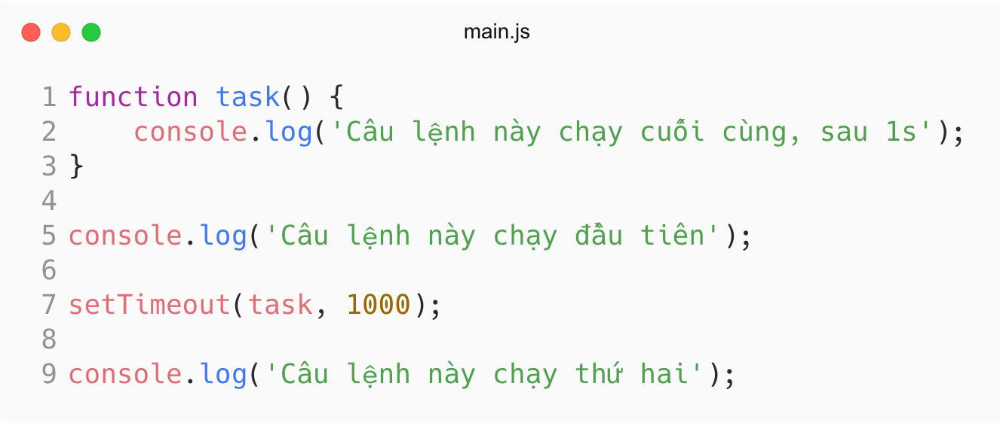 main.js
1 function task() {
2     console.log('Câu lệnh này chạy cuối cùng, sau 1s');
3 }
4
5 console.log('Câu lệnh này chạy đầu tiên');
6
7 setTimeout(task, 1000);
8
9 console.log('Câu lệnh này chạy thứ hai');